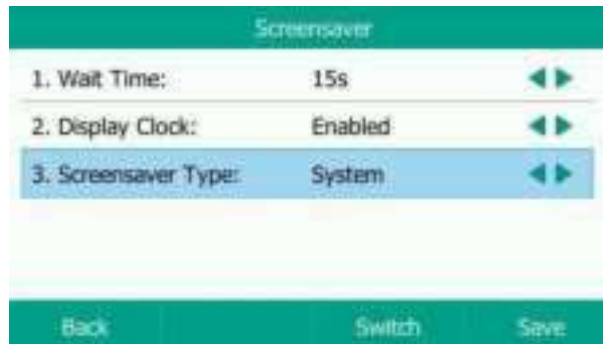 Screensaver
1. Wait Time: 15s
2. Display Clock: Enabled
3. Screensaver Type: System
Back Switch Save